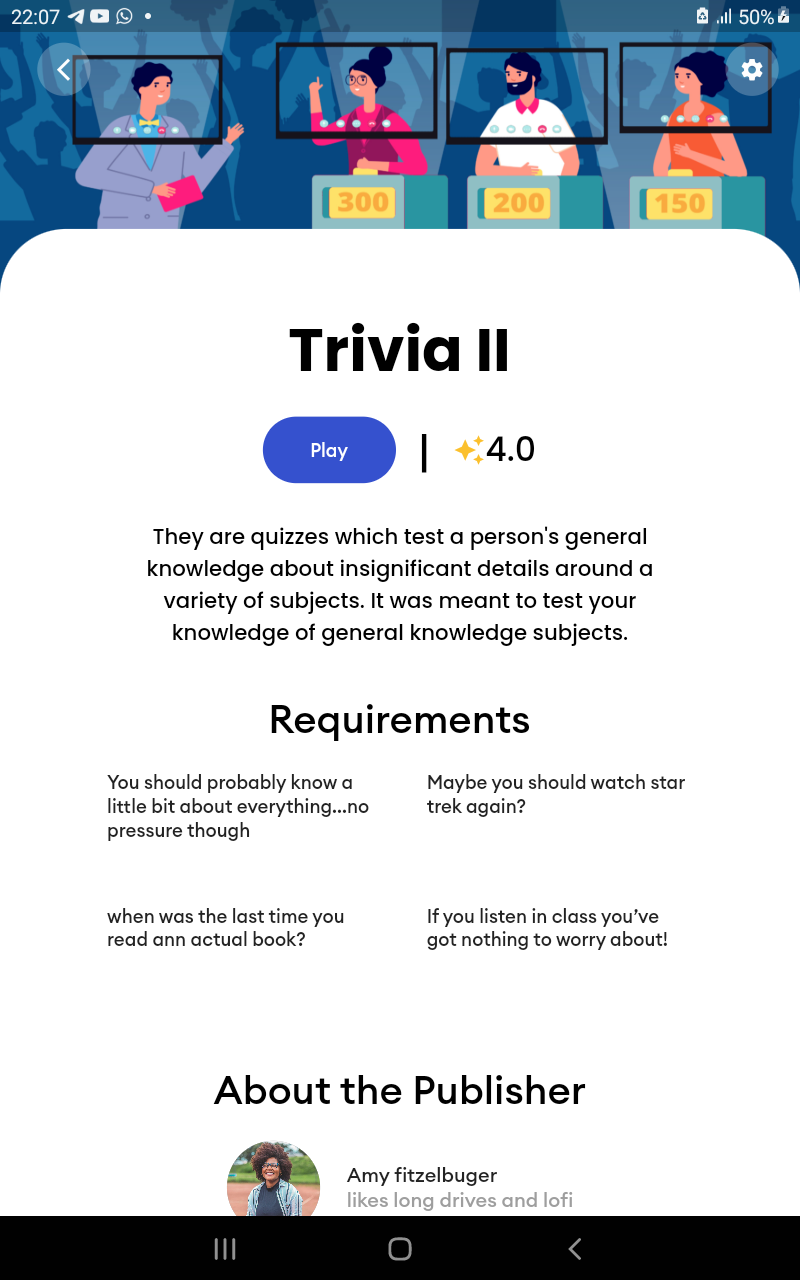 22:07
50%
300
200
150
Trivia II
Play
4.0
They are quizzes which test a person's general
knowledge about insignificant details around a
variety of subjects. It was meant to test your
knowledge of general knowledge subjects.
Requirements
You should probably know a
little bit about everything...no
pressure though
Maybe you should watch star
trek again?
when was the last time you
read ann actual book?
If you listen in class you’ve
got nothing to worry about!
About the Publisher
Amy fitzelbuger
likes long drives and lofi